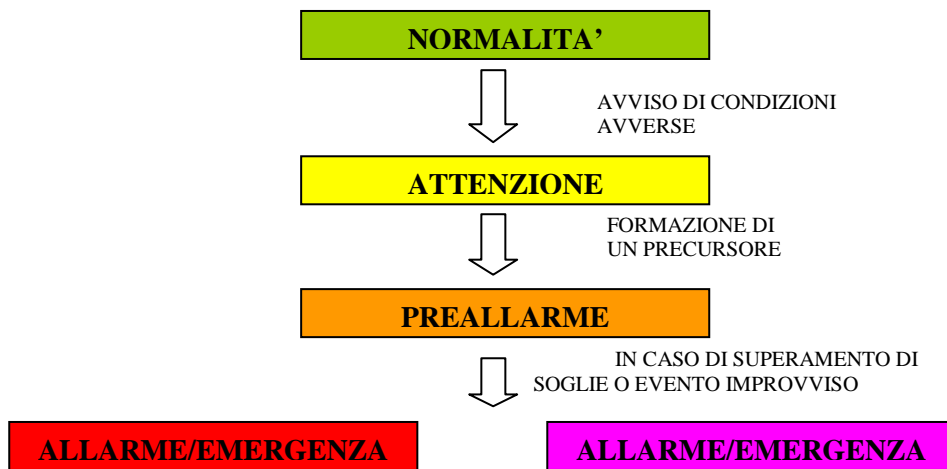 NORMALITA’
AVVISO DI CONDIZIONI
AVVERSE
ATTENZIONE
FORMAZIONE DI
UN PRECURSORE
PREALLARME
IN CASO DI SUPERAMENTO DI
SOGLIE O EVENTO IMPROVVISO
ALLARME/EMERGENZA
ALLARME/EMERGENZA